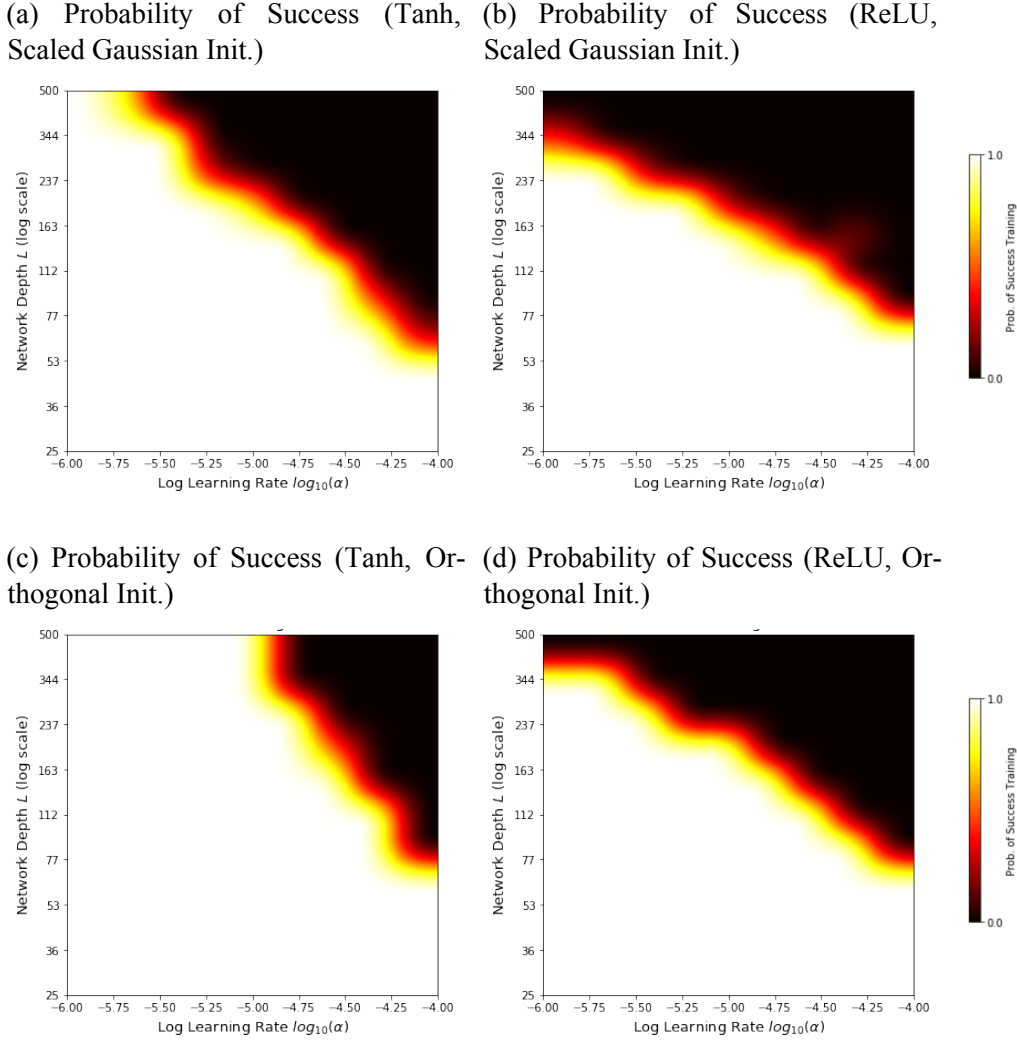 (a) Probability of Success (Tanh,
Scaled Gaussian Init.)
(b) Probability of Success (ReLU,
Scaled Gaussian Init.)
Network Depth L (log scale)
500
344
237
163
112
77
53
36
25
−6.00 −5.75 −5.50 −5.25 −5.00 −4.75 −4.50 −4.25 −4.00
Log Learning Rate log10(α)
Network Depth L (log scale)
500
344
237
163
112
77
53
36
25
−6.00 −5.75 −5.50 −5.25 −5.00 −4.75 −4.50 −4.25 −4.00
Log Learning Rate log10(α)
1.0
0.0
Prob. of Success Training
(c) Probability of Success (Tanh, Or-
thogonal Init.)
(d) Probability of Success (ReLU, Or-
thogonal Init.)
Network Depth L (log scale)
500
344
237
163
112
77
53
36
25
−6.00 −5.75 −5.50 −5.25 −5.00 −4.75 −4.50 −4.25 −4.00
Log Learning Rate log10(α)
Network Depth L (log scale)
500
344
237
163
112
77
53
36
25
−6.00 −5.75 −5.50 −5.25 −5.00 −4.75 −4.50 −4.25 −4.00
Log Learning Rate log10(α)
1.0
0.0
Prob. of Success Training